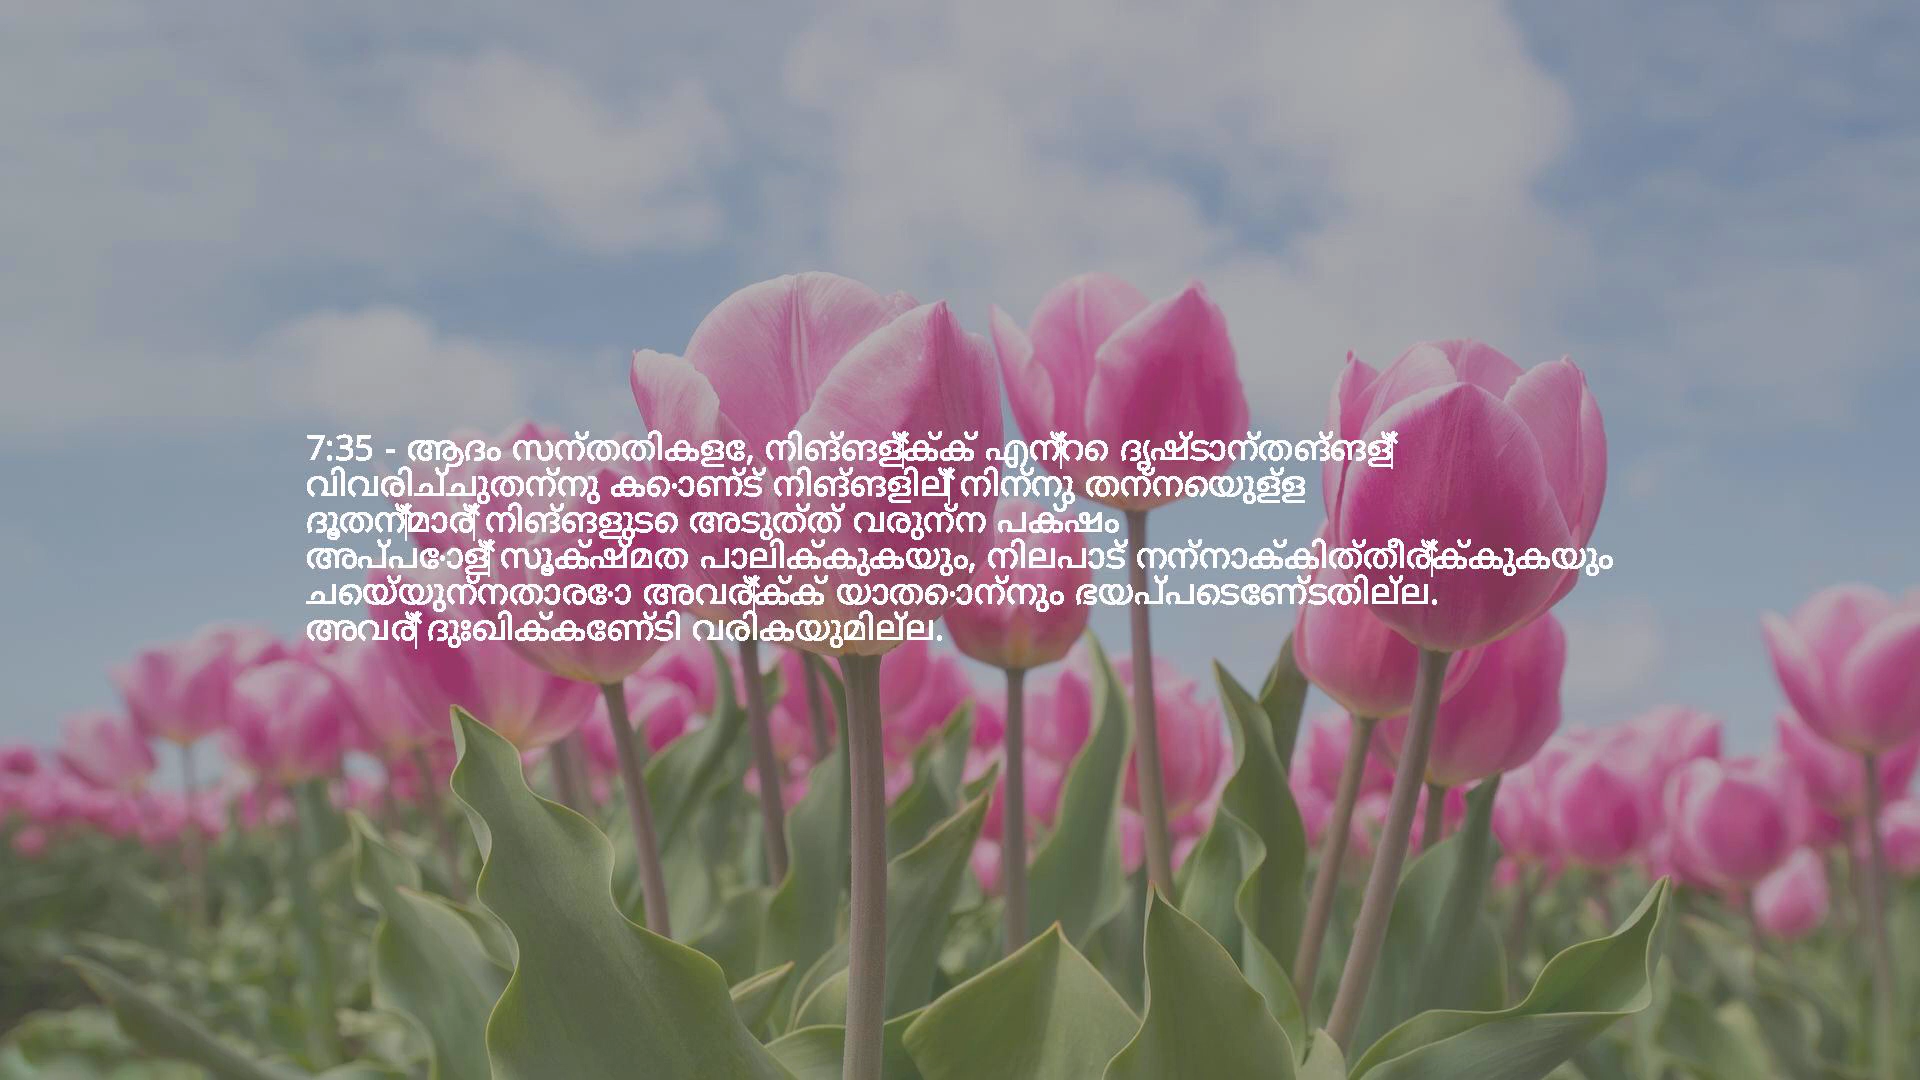 7:35 - ആദം സന്തതികളേ, നിങ്ങള്‍ക്ക് എന്‍റെ ദൃഷ്ടാന്തങ്ങള്‍
വിവരിച്ചുതന്നു കൊണ്ട് നിങ്ങളില്‍ നിന്നു തന്നെയുള്ള
ദൂതന്‍മാര്‍ നിങ്ങളുടെ അടുത്ത് വരുന്ന പക്ഷം
അപ്പോള്‍ സൂക്ഷ്മത പാലിക്കുകയും, നിലപാട് നന്നാക്കിത്തീര്‍ക്കുകയും
ചെയ്യുന്നതാരോ അവര്‍ക്ക് യാതൊന്നും ഭയപ്പെടേണ്ടതില്ല.
അവര്‍ ദുഃഖിക്കേണ്ടി വരികയുമില്ല.